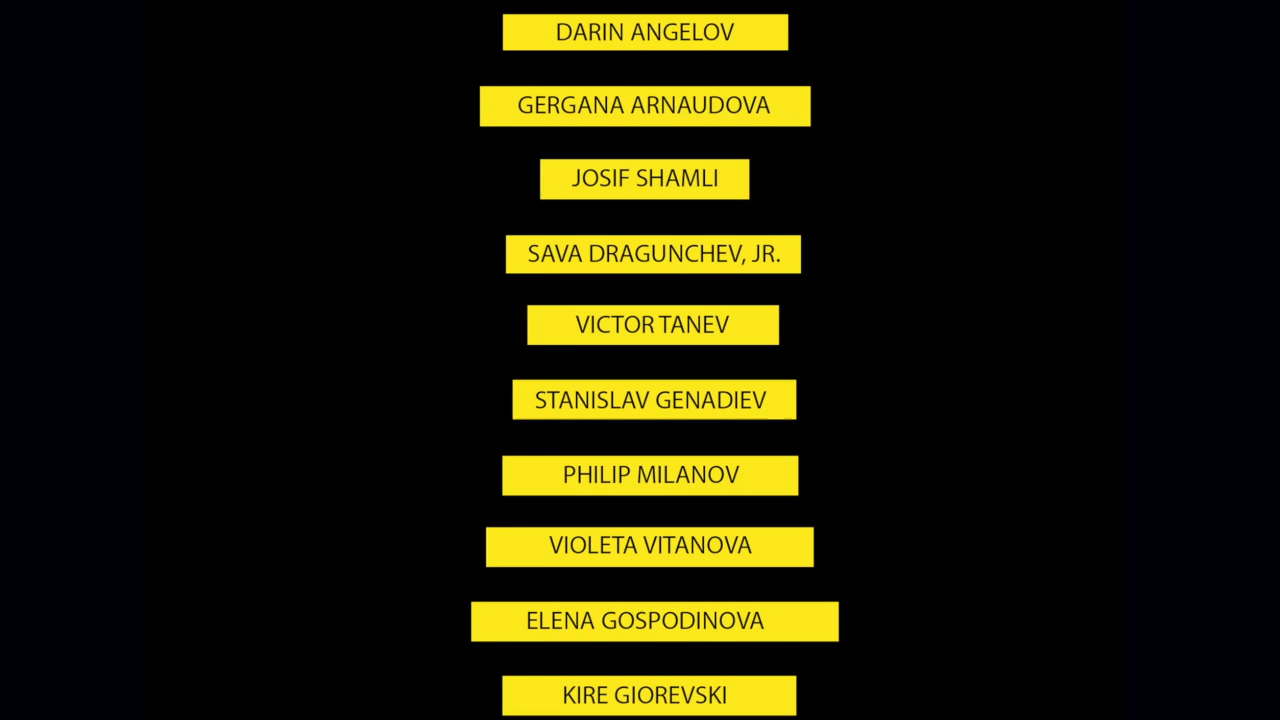 DARIN ANGELOV
GERGANA ARNAUDOVA
JOSIF SHAMLI
SAVA DRAGUNCHEV, JR.
VICTOR TANEV
STANISLAV GENADIEV
PHILIP MILANOV
VIOLETA VITANOVA
ELENA GOSPODINOVA
KIRE GIOREVSKI